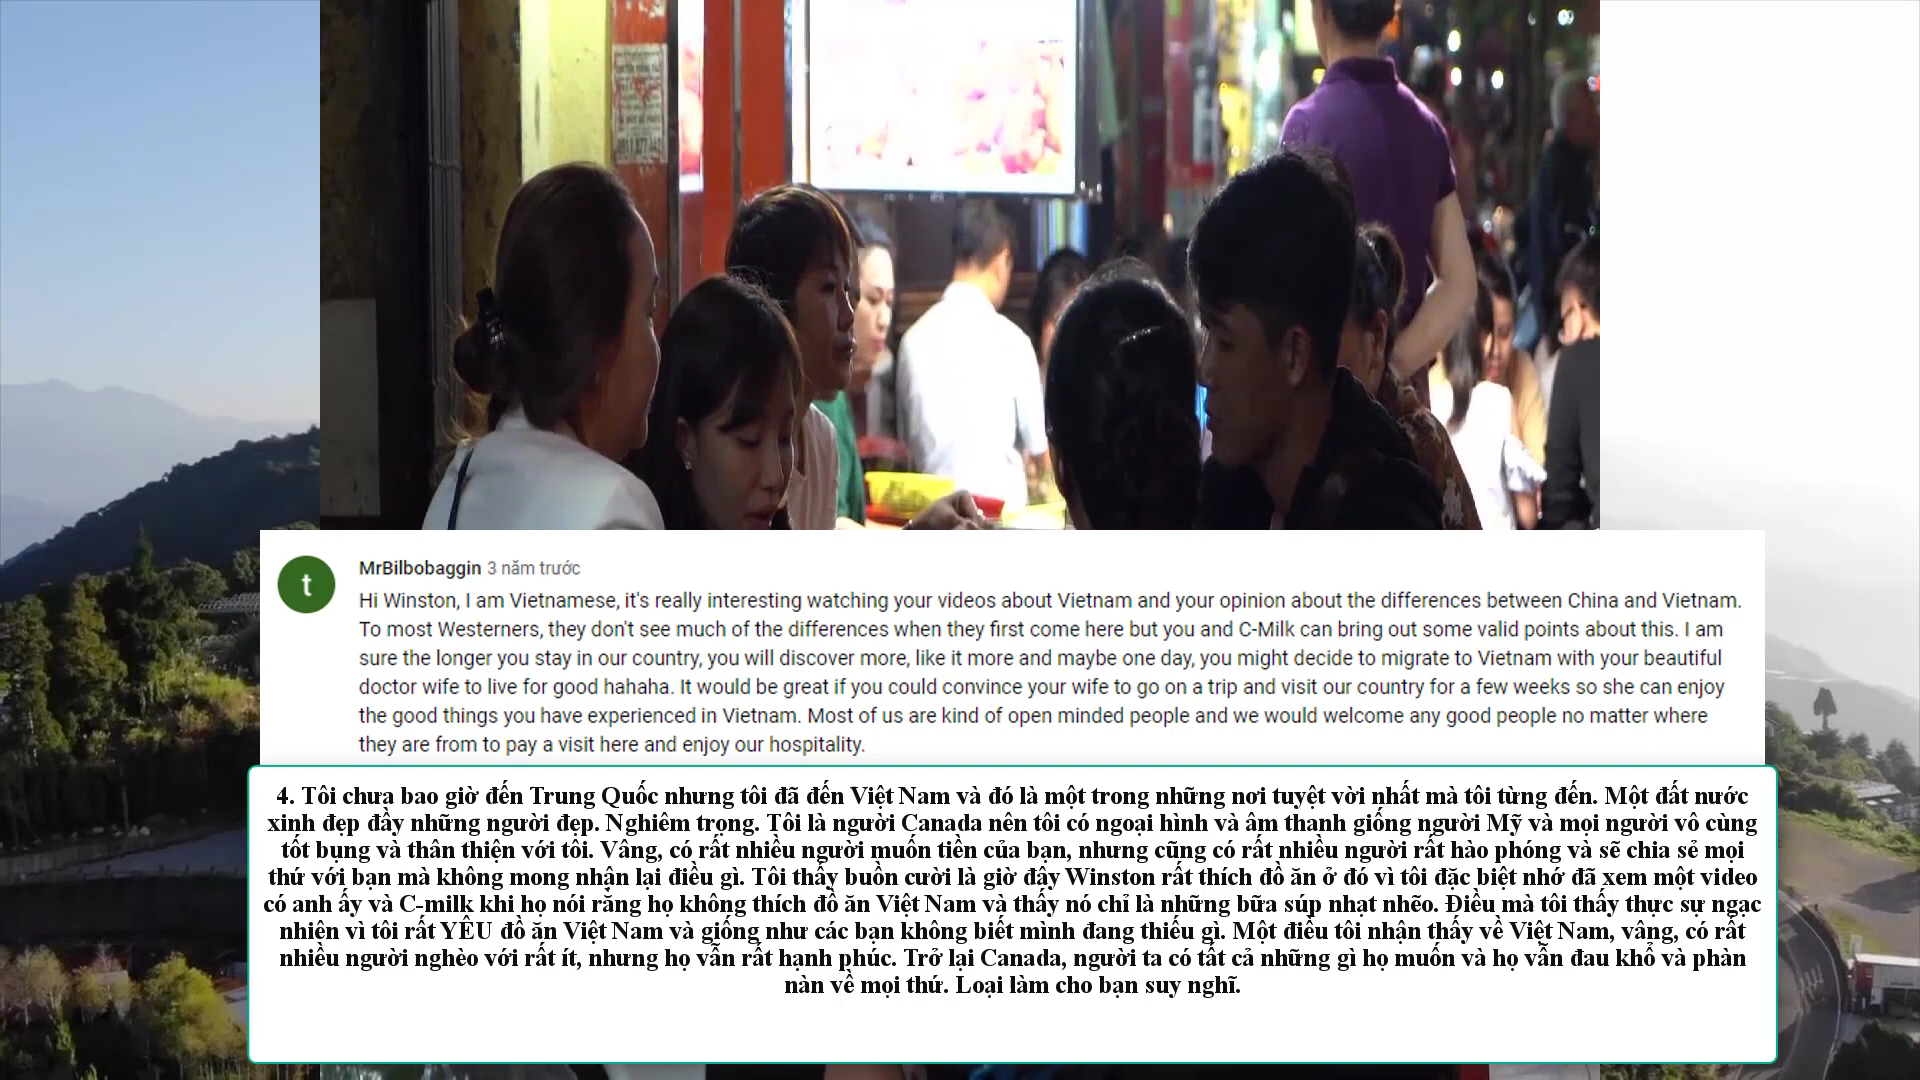 t
MrBilbobaggin 3 năm trước
Hi Winston, I am Vietnamese, it's really interesting watching your videos about Vietnam and your opinion about the differences between China and Vietnam.
To most Westerners, they don't see much of the differences when they first come here but you and C-Milk can bring out some valid points about this. I am
sure the longer you stay in our country, you will discover more, like it more and maybe one day, you might decide to migrate to Vietnam with your beautiful
doctor wife to live for good hahaha. It would be great if you could convince your wife to go on a trip and visit our country for a few weeks so she can enjoy
the good things you have experienced in Vietnam. Most of us are kind of open minded people and we would welcome any good people no matter where
they are from to pay a visit here and enjoy our hospitality.
4. Tôi chưa bao giờ đến Trung Quốc nhưng tôi đã đến Việt Nam và đó là một trong những nơi tuyệt vời nhất mà tôi từng đến. Một đất nước
xinh đẹp đầy những người đẹp. Nghiêm trọng. Tôi là người Canada nên tôi có ngoại hình và âm thanh giống người Mỹ và mọi người vô cùng
tốt bụng và thân thiện với tôi. Vâng, có rất nhiều người muốn tiền của bạn, nhưng cũng có rất nhiều người rất hào phóng và sẽ chia sẻ mọi
thứ với bạn mà không mong nhận lại điều gì. Tôi thấy buồn cười là giờ đây Winston rất thích đồ ăn ở đó vì tôi đặc biệt nhớ đã xem một video
có anh ấy và C-milk khi họ nói rằng họ không thích đồ ăn Việt Nam và thấy nó chỉ là những bữa súp nhạt nhẽo. Điều mà tôi thấy thực sự ngạc
nhiên vì tôi rất YÊU đồ ăn Việt Nam và giống như các bạn không biết mình đang thiếu gì. Một điều tôi nhận thấy về Việt Nam, vâng, có rất
nhiều người nghèo với rất ít, nhưng họ vẫn rất hạnh phúc. Trở lại Canada, người ta có tất cả những gì họ muốn và họ vẫn đau khổ và phàn
nàn về mọi thứ. Loại làm cho bạn suy nghĩ.